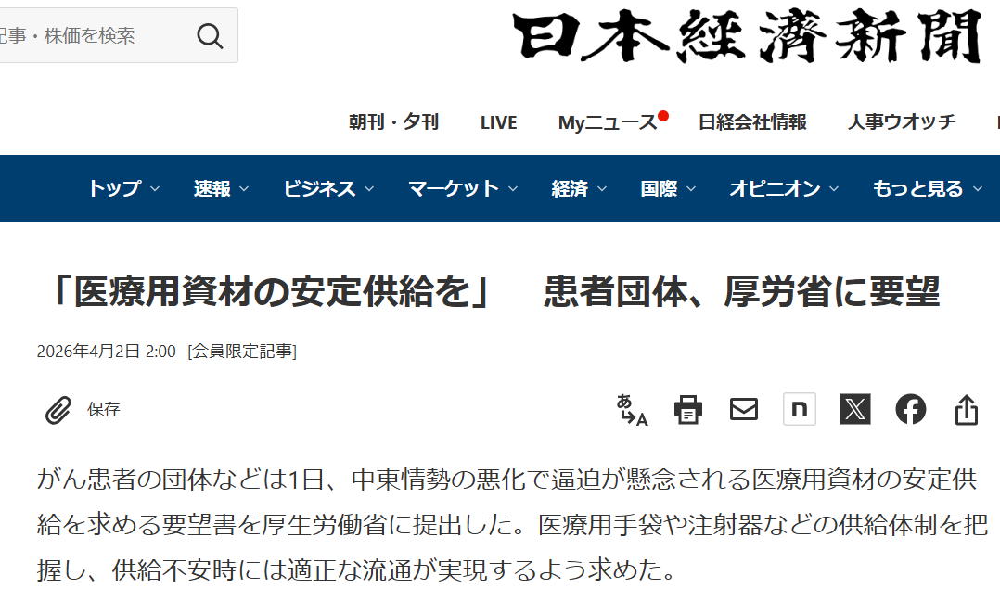 記事・株価を検索
日本経済新聞
朝刊・夕刊 LIVE Myニュース 日経会社情報 人事ウオッチ
トップ 速報 ビジネス マーケット 経済 国際 オピニオン もっと見る
「医療用資材の安定供給を」　患者団体、厚労省に要望
2026年4月2日 2:00 [会員限定記事]
保存
あ A n X f
がん患者の団体などは1日、中東情勢の悪化で逼迫が懸念される医療用資材の安定供
給を求める要望書を厚生労働省に提出した。医療用手袋や注射器などの供給体制を把
握し、供給不安時には適正な流通が実現するよう求めた。